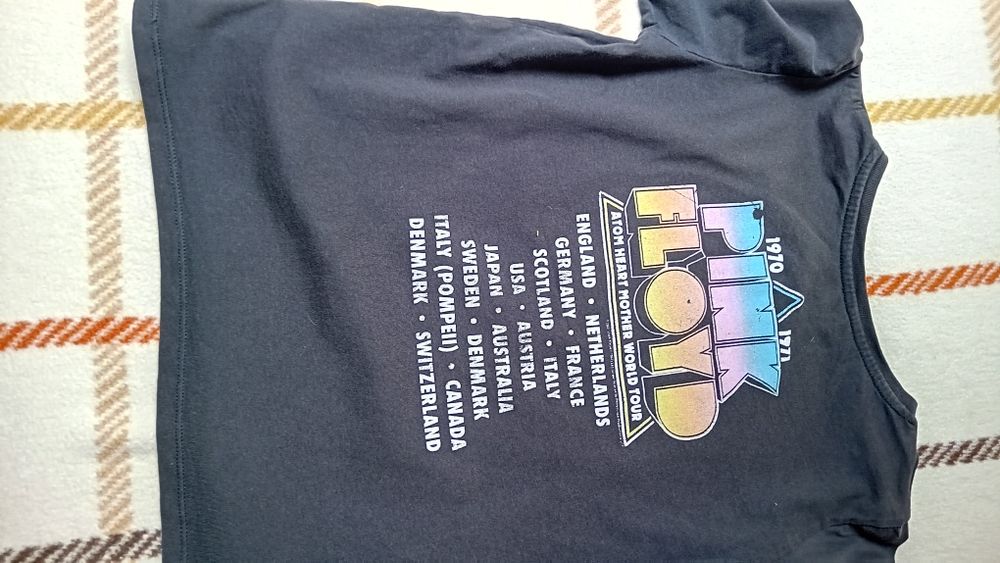 1970 1971
PINK
FLOYD
ATOM HEART MOTHER WORLD TOUR
ENGLAND • NETHERLANDS
GERMANY • FRANCE
SCOTLAND • ITALY
USA • AUSTRIA
JAPAN • AUSTRALIA
SWEDEN • DENMARK
ITALY (POMPEII) • CANADA
DENMARK • SWITZERLAND